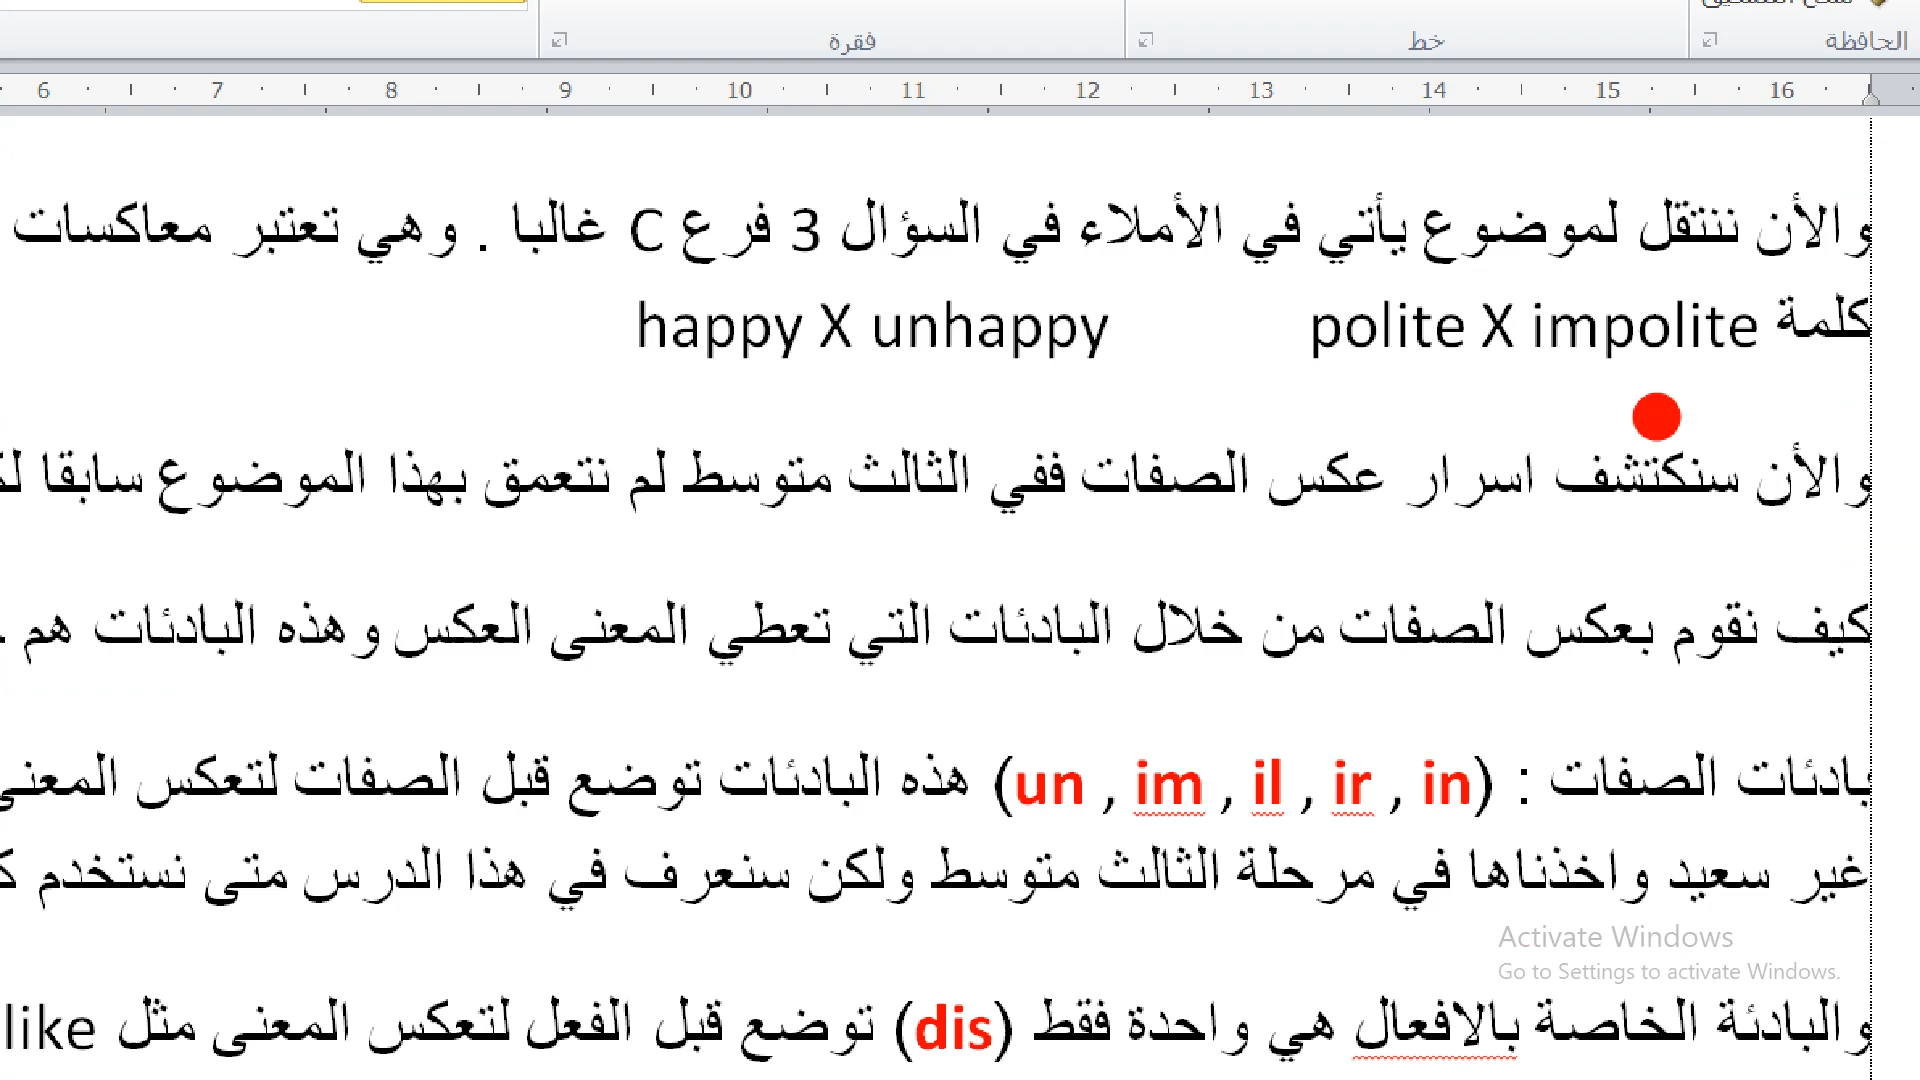 فقرة
خط
الحافظة
6 7 8 9 10 11 12 13 14 15 16
والأن ننتقل لموضوع يأتي في الأملاء في السؤال 3 فرع C غالبا . وهي تعتبر معاكسات
كلمة polite X impolite happy X unhappy
والأن سنكتشف اسرار عكس الصفات ففي الثالث متوسط لم نتعمق بهذا الموضوع سابقا
كيف نقوم بعكس الصفات من خلال البادئات التي تعطي المعنى العكس وهذه البادئات هم
بادئات الصفات : (un , im , il , ir , in) هذه البادئات توضع قبل الصفات لتعكس المعنى
غير سعيد واخذناها في مرحلة الثالث متوسط ولكن سنعرف في هذا الدرس متى نستخدم
Activate Windows
Go to Settings to activate Windows.
والبادئة الخاصة بالافعال هي واحدة فقط (dis) توضع قبل الفعل لتعكس المعنى مثل like